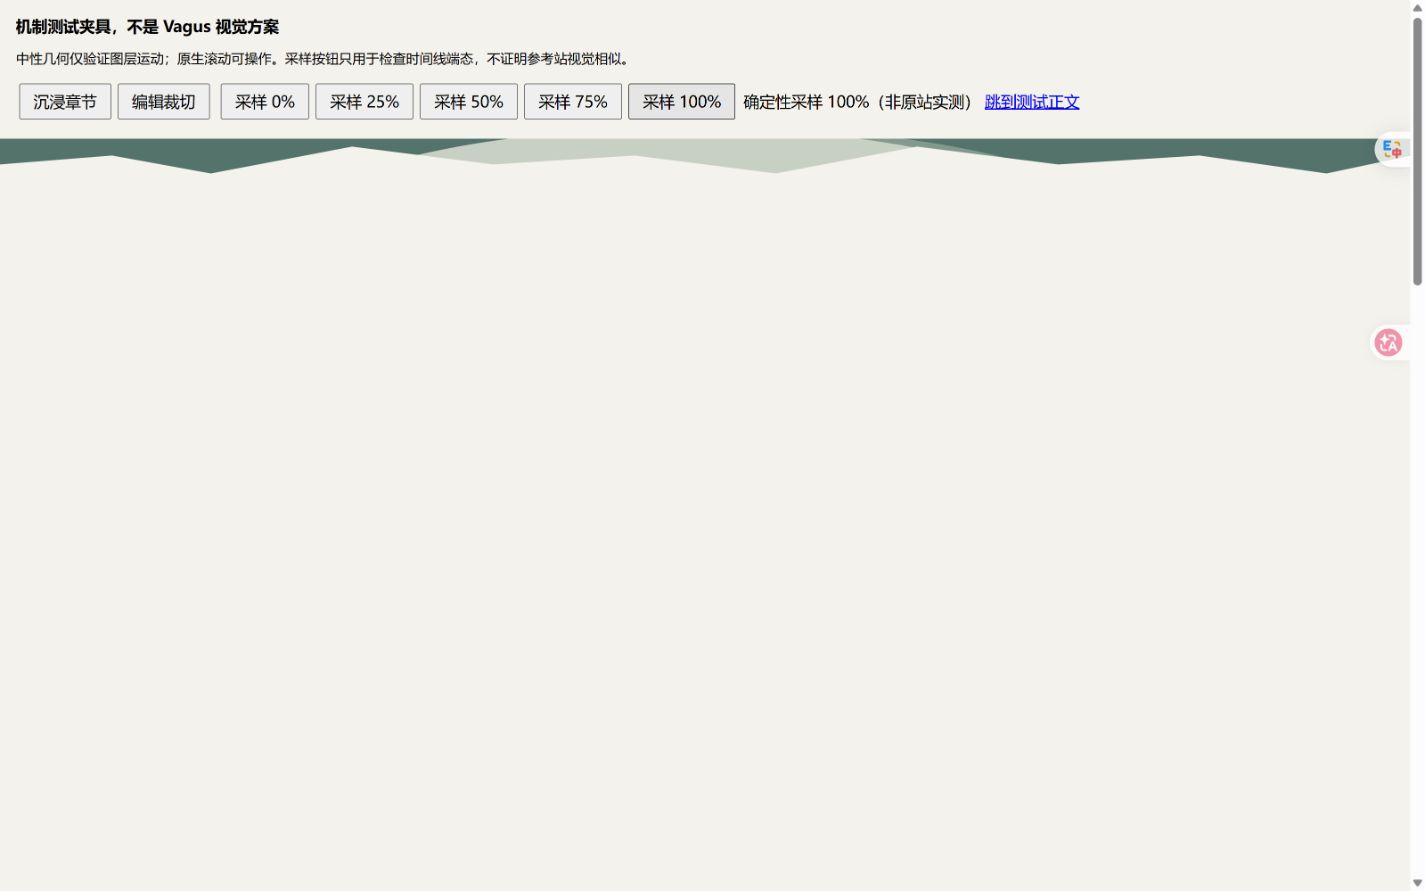 机制测试夹具，不是 Vagus 视觉方案
中性几何仅验证图层运动；原生滚动可操作。采样按钮只用于检查时间线端态，不证明参考站视觉相似。
沉浸章节 编辑裁切 采样 0% 采样 25% 采样 50% 采样 75% 采样 100% 确定性采样 100%（非原站实测） 跳到测试正文
E中
A